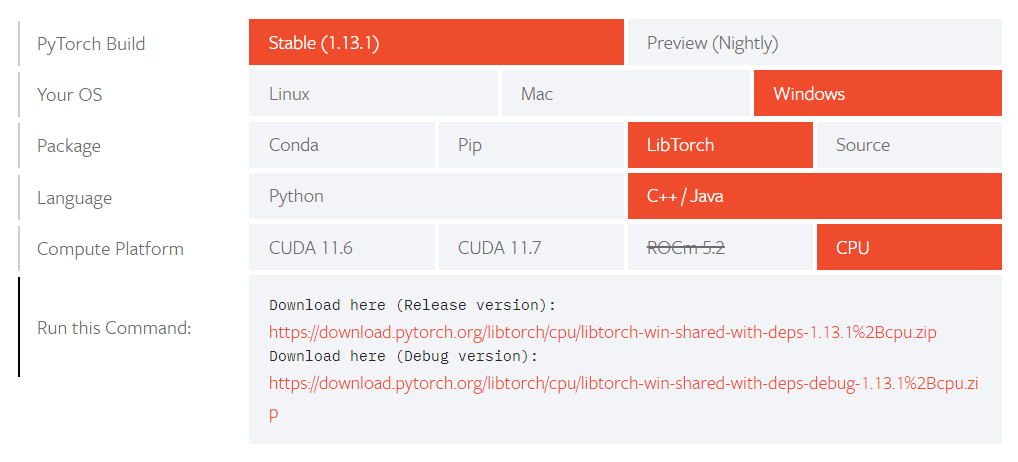 PyTorch Build Stable (1.13.1) Preview (Nightly)
Your OS Linux Mac Windows
Package Conda Pip LibTorch Source
Language Python C++ / Java
Compute Platform CUDA 11.6 CUDA 11.7 ROCm 5.2 CPU
Run this Command:
Download here (Release version):
https://download.pytorch.org/libtorch/cpu/libtorch-win-shared-with-deps-1.13.1%2Bcpu.zip
Download here (Debug version):
https://download.pytorch.org/libtorch/cpu/libtorch-win-shared-with-deps-debug-1.13.1%2Bcpu.zi
p